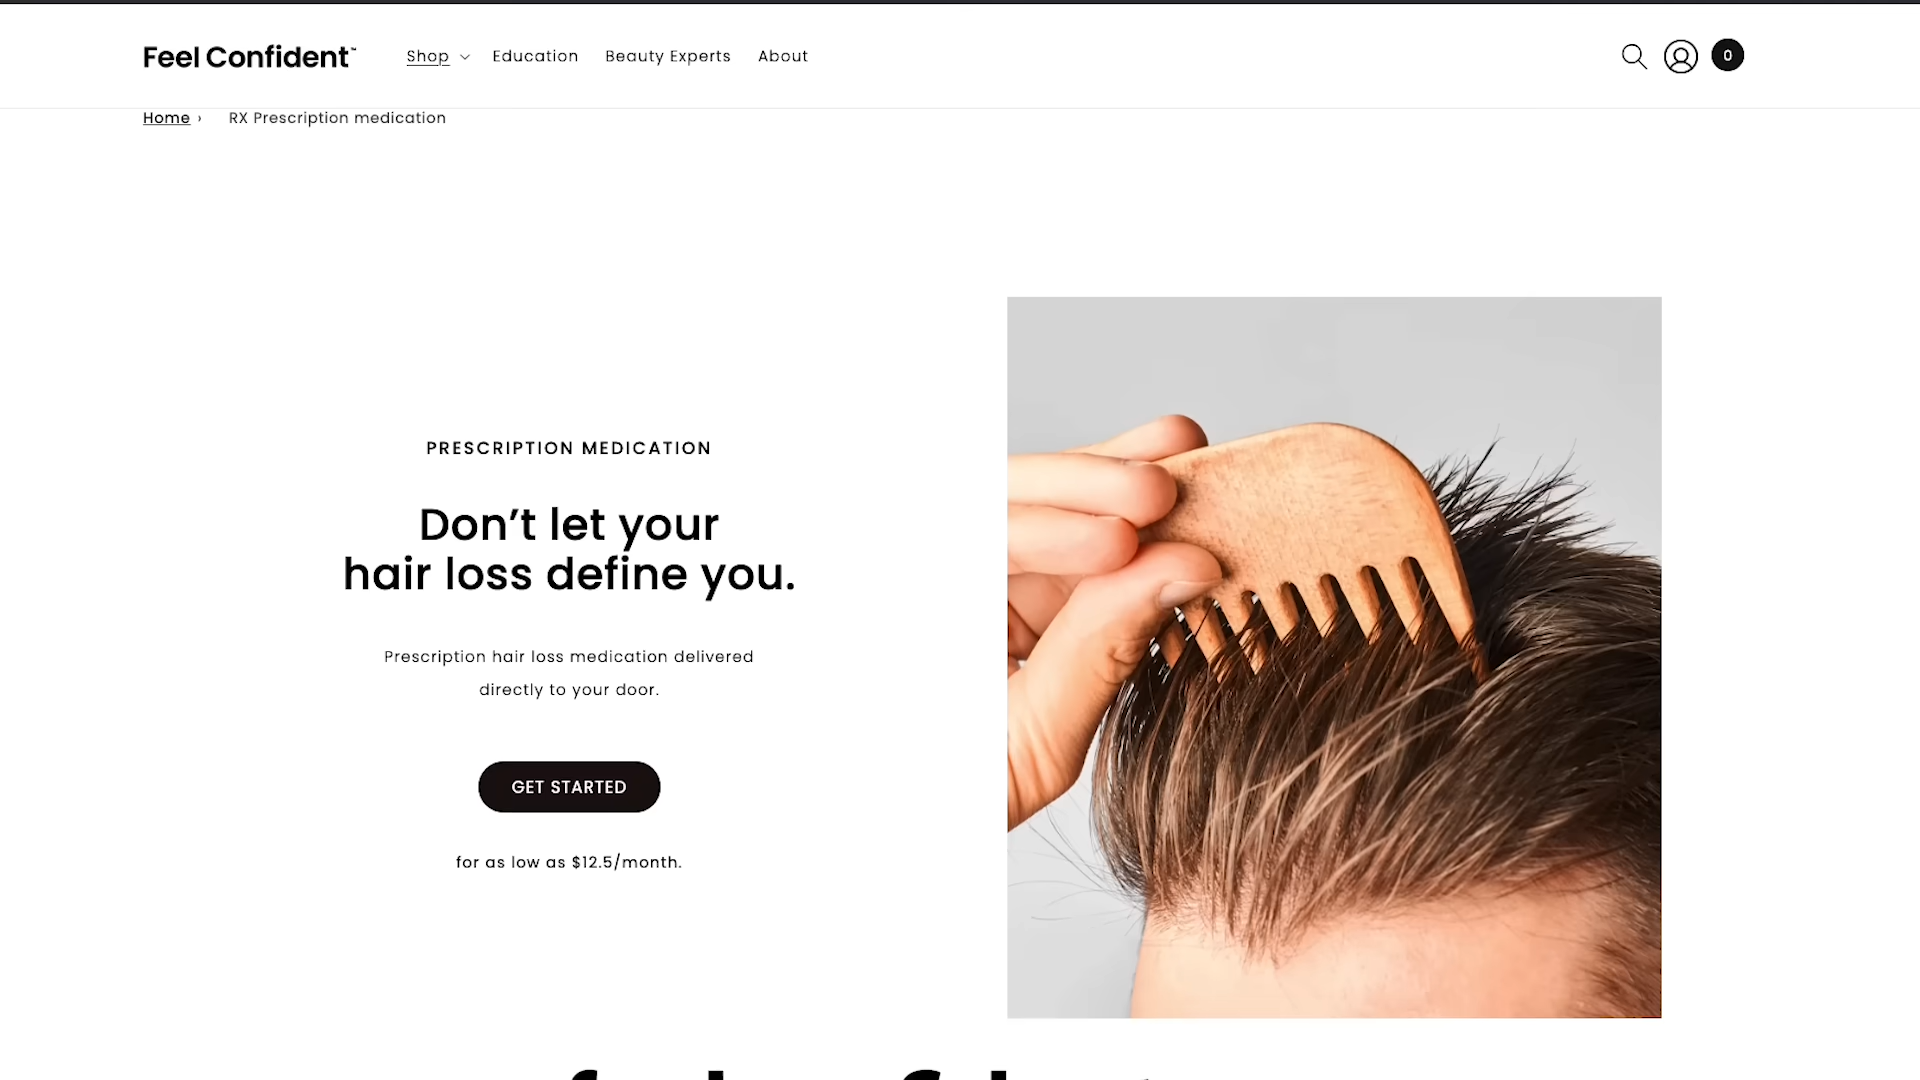 Feel Confident™
Shop
Education
Beauty Experts
About
0
Home ›
RX Prescription medication
PRESCRIPTION MEDICATION
Don’t let your
hair loss define you.
Prescription hair loss medication delivered
directly to your door.
GET STARTED
for as low as $12.5/month.